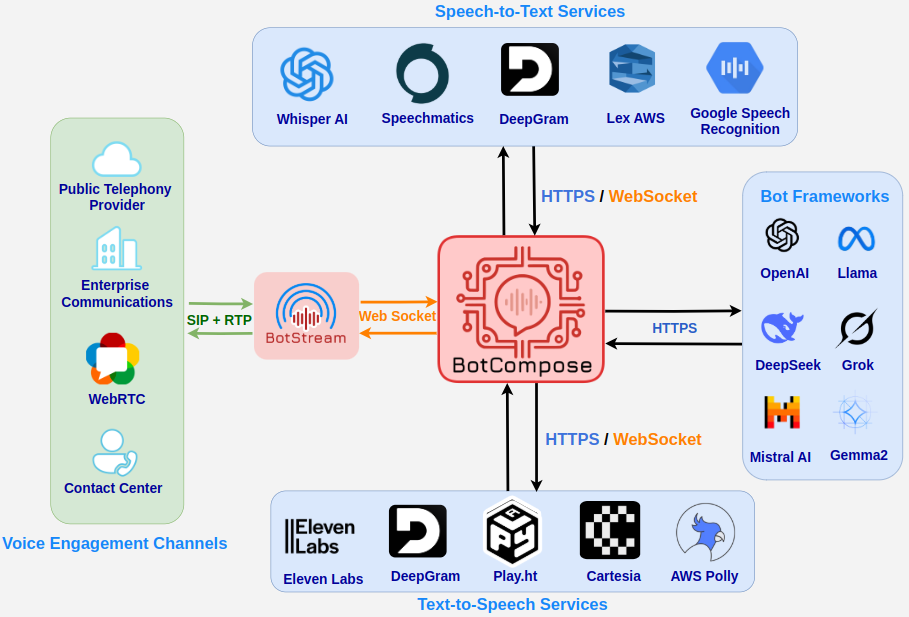 Speech-to-Text Services
Whisper AI
Speechmatics
DeepGram
Lex AWS
Google Speech
Recognition
Public Telephony
Provider
Enterprise
Communications
WebRTC
Contact Center
Voice Engagement Channels
SIP + RTP
BotStream
Web Socket
HTTPS / WebSocket
BotCompose
HTTPS
HTTPS / WebSocket
Bot Frameworks
OpenAI
Llama
DeepSeek
Grok
Mistral AI
Gemma2
IIEleven
Labs
Eleven Labs
DeepGram
PLAY
Play.ht
Cartesia
AWS Polly
Text-to-Speech Services